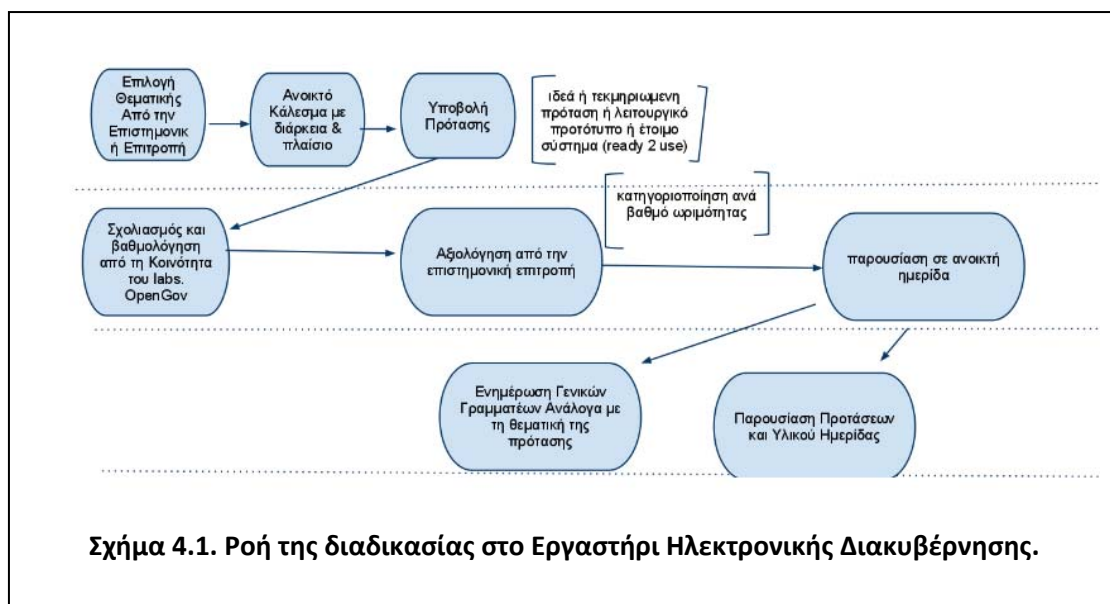 Επιλογή
Θεματικής
Από την
Επιστημονικ
ή Επιτροπή
Ανοικτό
Κάλεσμα με
διάρκεια &
πλαίσιο
Υποβολή
Πρότασης
ιδεά ή τεκμηριωμενη
πρόταση ή λειτουργικό
προτότυπο ή έτοιμο
σύστημα (ready 2 use)
κατηγοριοποίηση ανά
βαθμό ωριμότητας
Σχολιασμός και
βαθμολόγηση
από τη Κοινότητα
του labs.
OpenGov
Αξιολόγηση από την
επιστημονική επιτροπή
παρουσίαση σε ανοικτή
ημερίδα
Ενημέρωση Γενικών
Γραμματέων Ανάλογα με
τη θεματική της
πρότασης
Παρουσίαση Προτάσεων
και Υλικού Ημερίδας
Σχήμα 4.1. Ροή της διαδικασίας στο Εργαστήρι Ηλεκτρονικής Διακυβέρνησης.